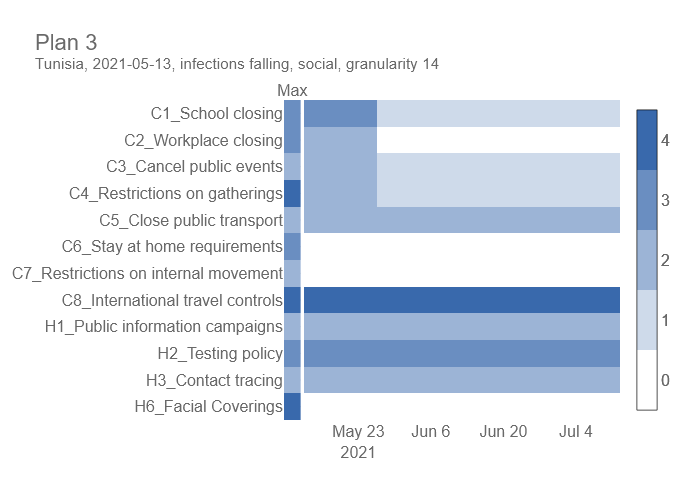 Plan 3
Tunisia, 2021-05-13, infections falling, social, granularity 14
Max
C1_School closing
C2_Workplace closing
C3_Cancel public events
C4_Restrictions on gatherings
C5_Close public transport
C6_Stay at home requirements
C7_Restrictions on internal movement
C8_International travel controls
H1_Public information campaigns
H2_Testing policy
H3_Contact tracing
H6_Facial Coverings
May 23 Jun 6 Jun 20 Jul 4
2021
4
3
2
1
0